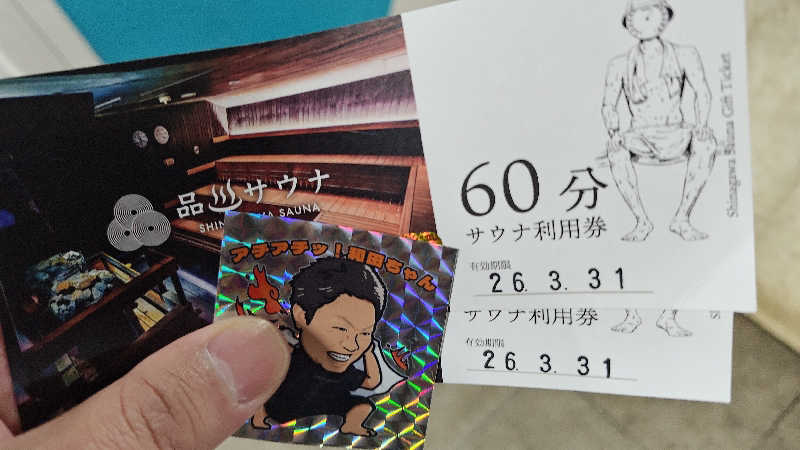 品川サウナ
SHINAGAWA SAUNA
アチアチッ!和田ちゃん
60分
サウナ利用券
有効期限
26. 3. 31
Shinagawa Sauna Gift Ticket
サウナ利用券
有効期限
26. 3. 31